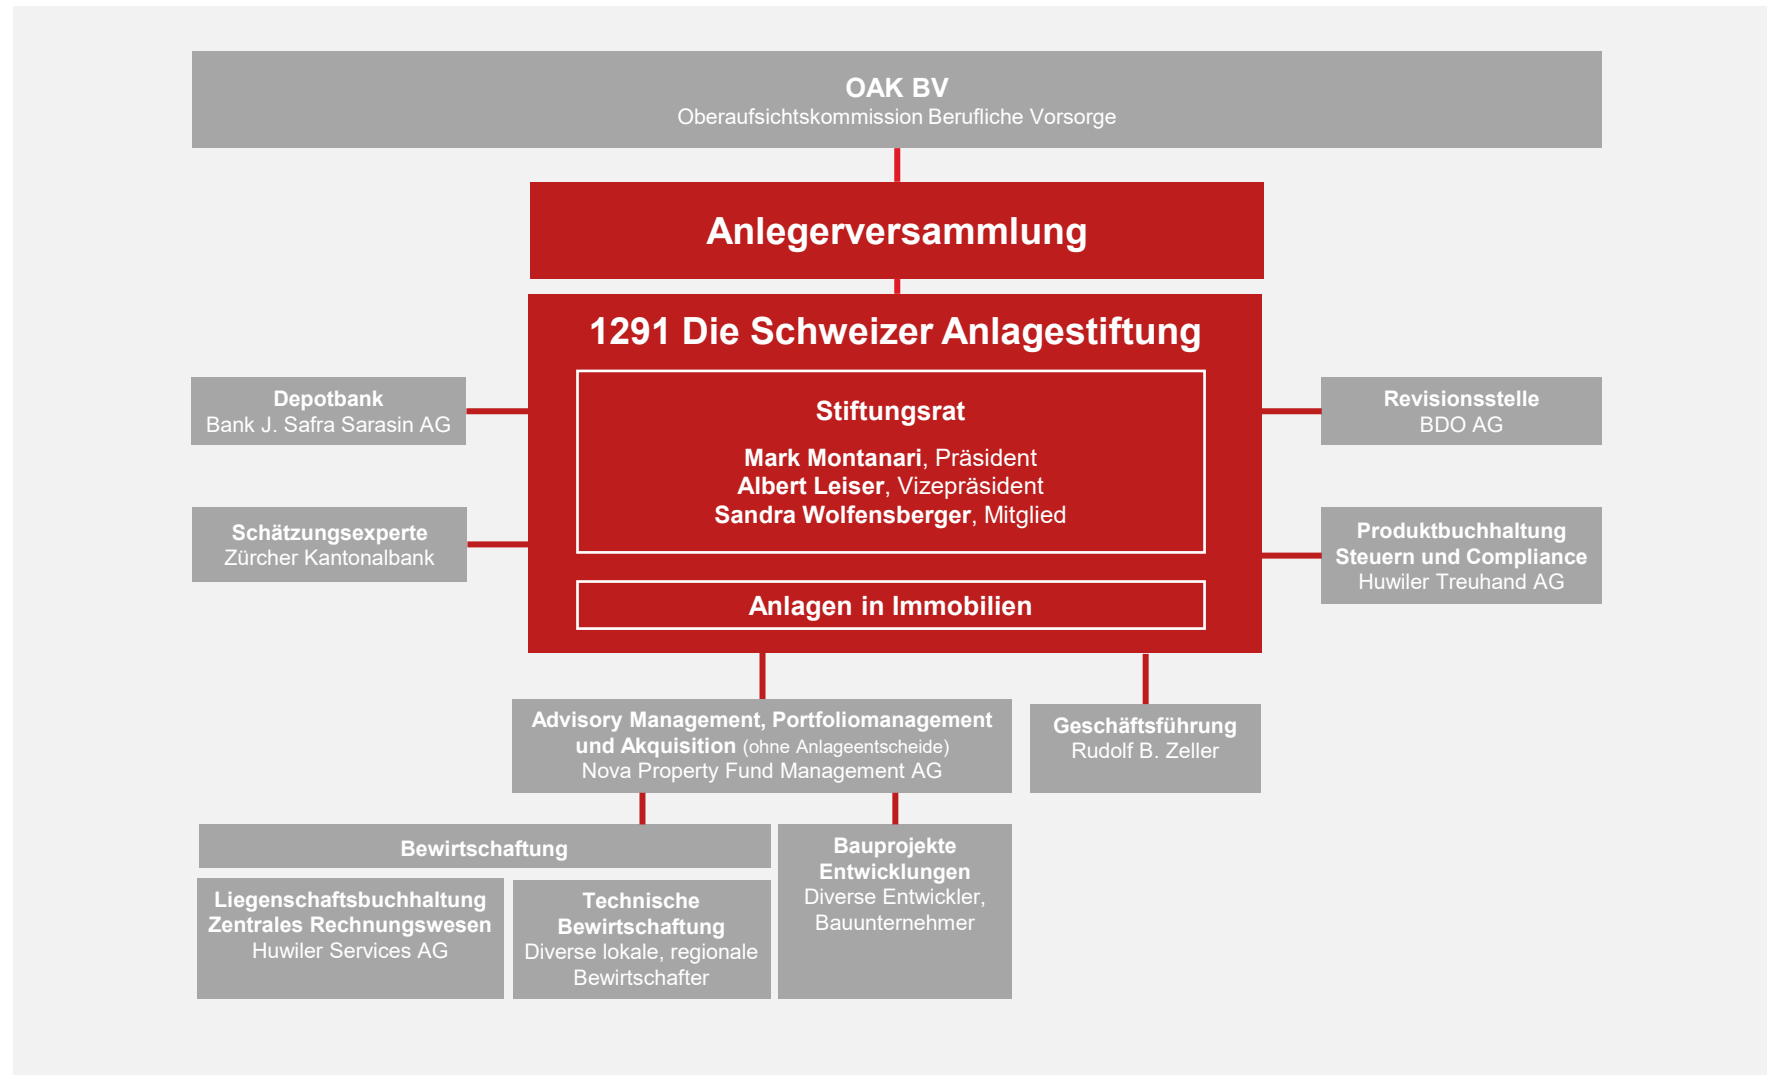 OAK BV
Oberaufsichtskommission Berufliche Vorsorge
Anlegerversammlung
1291 Die Schweizer Anlagestiftung
Stiftungsrat
Mark Montanari, Präsident
Albert Leiser, Vizepräsident
Sandra Wolfensberger, Mitglied
Anlagen in Immobilien
Depotbank
Bank J. Safra Sarasin AG
Schätzungsexperte
Zürcher Kantonalbank
Revisionsstelle
BDO AG
Produktbuchhaltung
Steuern und Compliance
Huwiler Treuhand AG
Advisory Management, Portfoliomanagement
und Akquisition (ohne Anlageentscheide)
Nova Property Fund Management AG
Geschäftsführung
Rudolf B. Zeller
Bewirtschaftung
Liegenschaftsbuchhaltung
Zentrales Rechnungswesen
Huwiler Services AG
Technische
Bewirtschaftung
Diverse lokale, regionale
Bewirtschafter
Bauprojekte
Entwicklungen
Diverse Entwickler,
Bauunternehmer